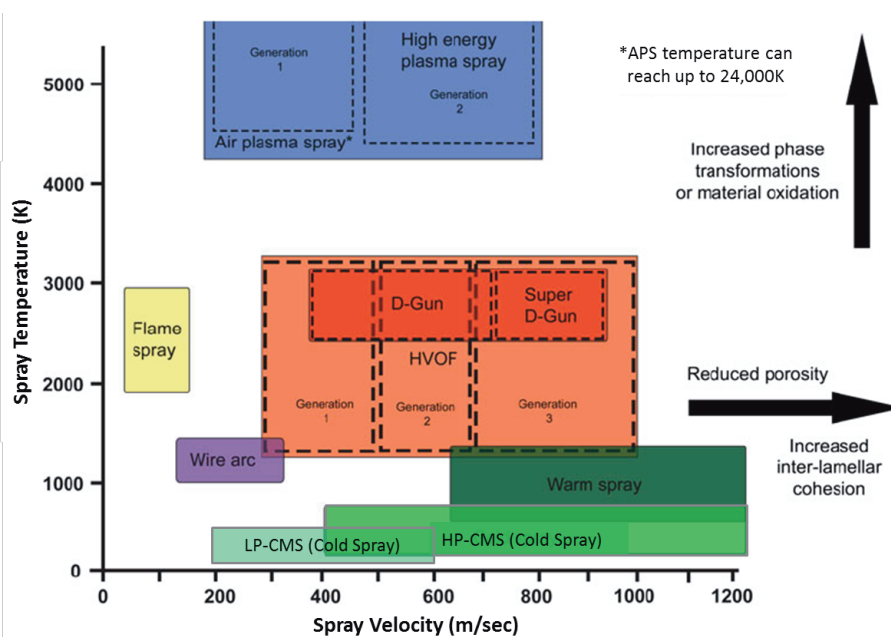 5000
4000
3000
2000
1000
0
Spray Temperature (K)
Generation
1
High energy
plasma spray
Generation
2
Air plasma spray*
*APS temperature can
reach up to 24,000K
Increased phase
transformations
or material oxidation
Flame
spray
D-Gun
Super
D-Gun
HVOF
Generation
1
Generation
2
Generation
3
Reduced porosity
Increased
inter-lamellar
cohesion
Wire arc
Warm spray
LP-CMS (Cold Spray)
HP-CMS (Cold Spray)
0
200
400
600
800
1000
1200
Spray Velocity (m/sec)